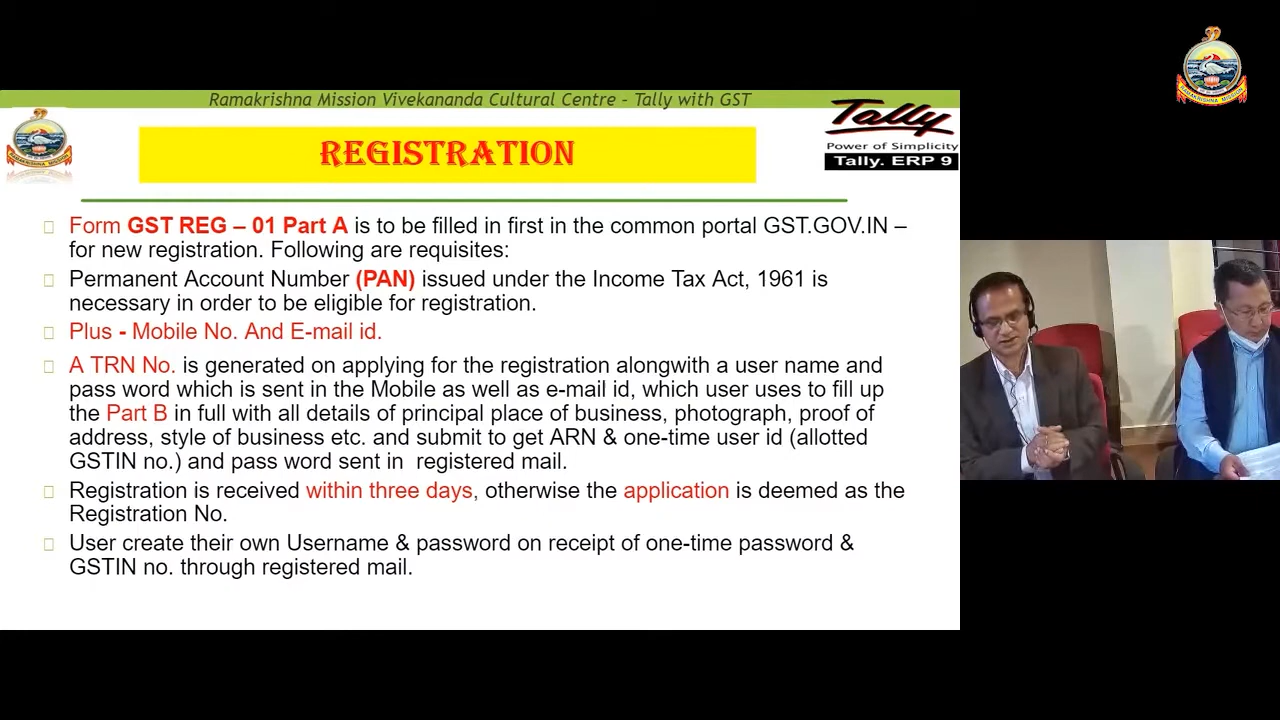 Ramakrishna Mission Vivekananda Cultural Centre - Tally with GST
Tally
Power of Simplicity
Tally. ERP 9
REGISTRATION
Form GST REG – 01 Part A is to be filled in first in the common portal GST.GOV.IN –
for new registration. Following are requisites:
Permanent Account Number (PAN) issued under the Income Tax Act, 1961 is
necessary in order to be eligible for registration.
Plus - Mobile No. And E-mail id.
A TRN No. is generated on applying for the registration alongwith a user name and
pass word which is sent in the Mobile as well as e-mail id, which user uses to fill up
the Part B in full with all details of principal place of business, photograph, proof of
address, style of business etc. and submit to get ARN & one-time user id (allotted
GSTIN no.) and pass word sent in registered mail.
Registration is received within three days, otherwise the application is deemed as the
Registration No.
User create their own Username & password on receipt of one-time password &
GSTIN no. through registered mail.
RAMAKRISHNA MISSION
RAMAKRISHNA MISSION